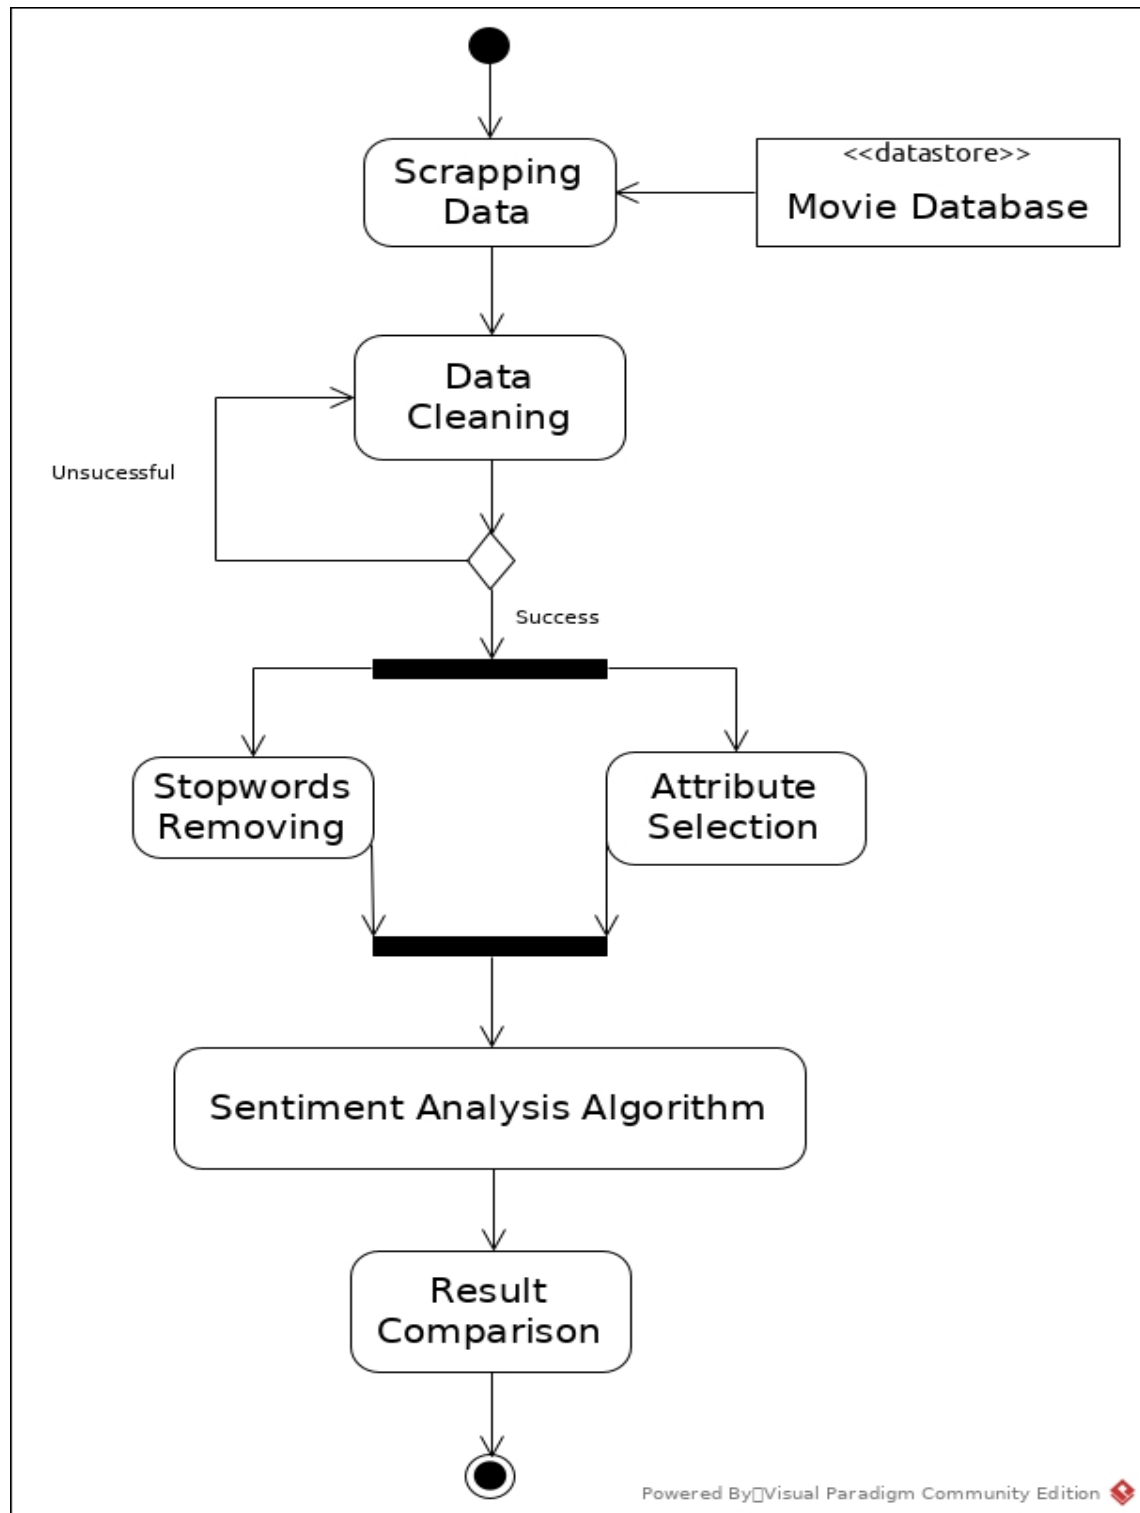 Scrapping
Data
<<datastore>>
Movie Database
Data
Cleaning
Unsucessful
Success
Stopwords
Removing
Attribute
Selection
Sentiment Analysis Algorithm
Result
Comparison
Powered By▯Visual Paradigm Community Edition